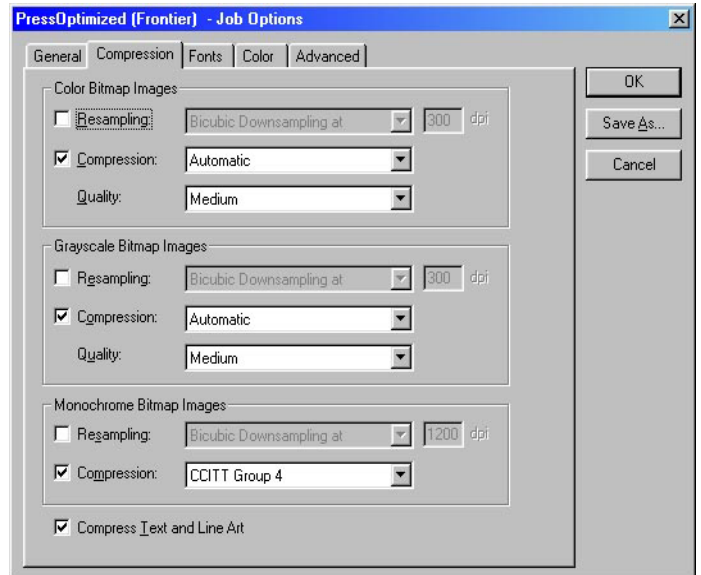 PressOptimized (Frontier) - Job Options
General Compression Fonts Color Advanced
Color Bitmap Images
Resampling: Bicubic Downsampling at 300 dpi
Compression: Automatic
Quality: Medium
Grayscale Bitmap Images
Resampling: Bicubic Downsampling at 300 dpi
Compression: Automatic
Quality: Medium
Monochrome Bitmap Images
Resampling: Bicubic Downsampling at 1200 dpi
Compression: CCITT Group 4
Compress Text and Line Art
OK
Save As...
Cancel